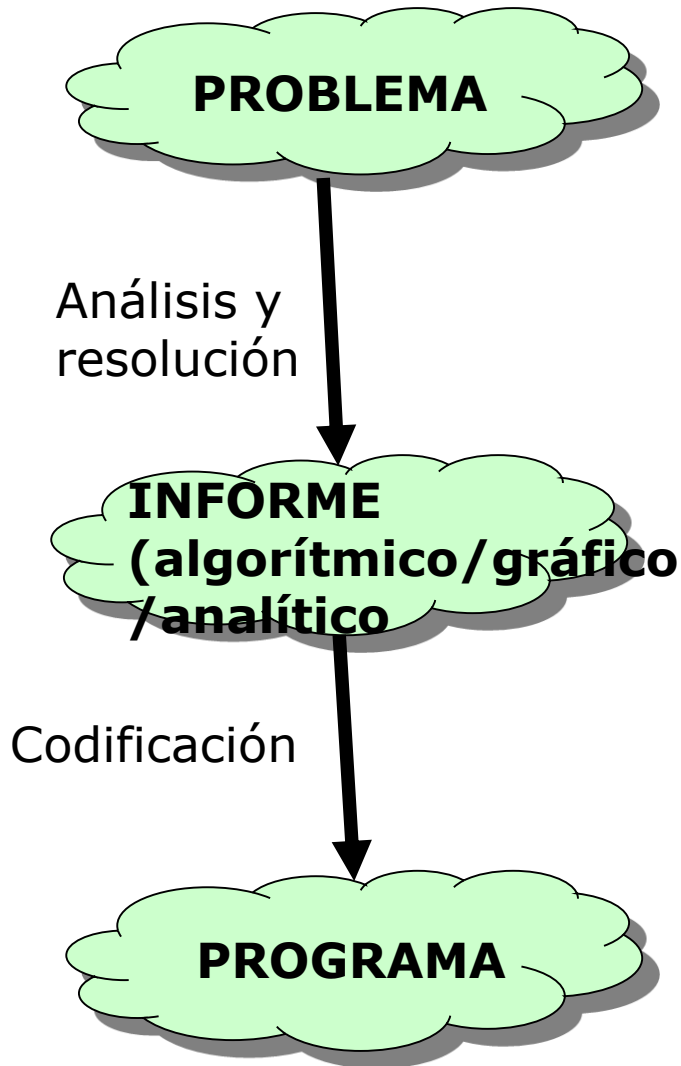 PROBLEMA
Análisis y
resolución
INFORME
(algorítmico/gráfico
/analítico
Codificación
PROGRAMA